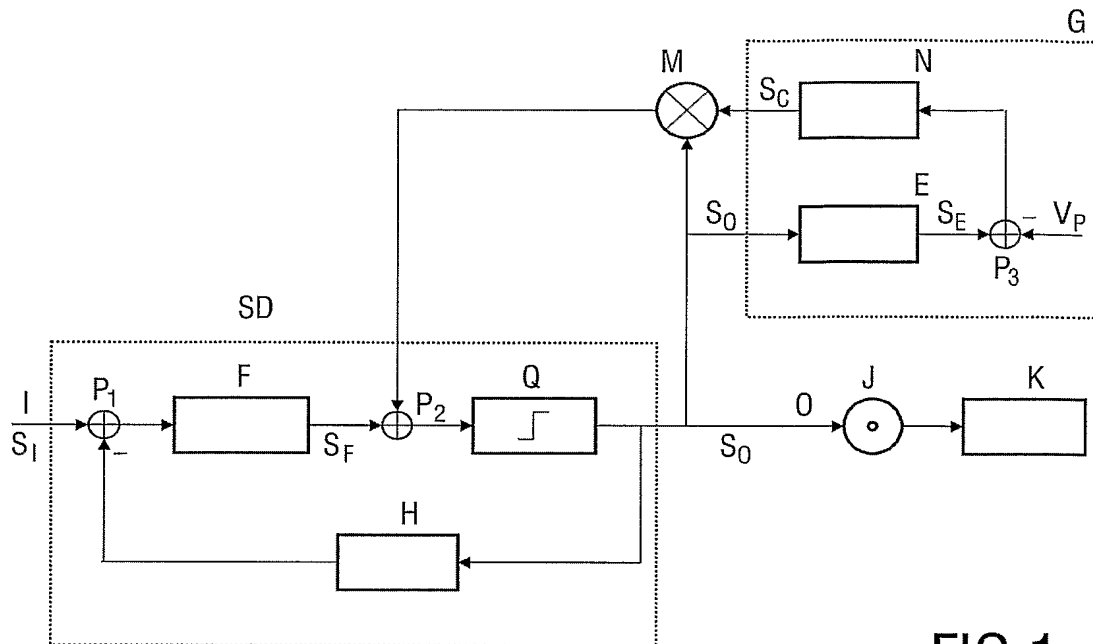 G
M
N
S_C
E
S_O
S_E
–
V_P
P_3
SD
I
P_1
F
P_2
Q
J
K
O
S_I
–
S_F
S_O
H
FIG 1